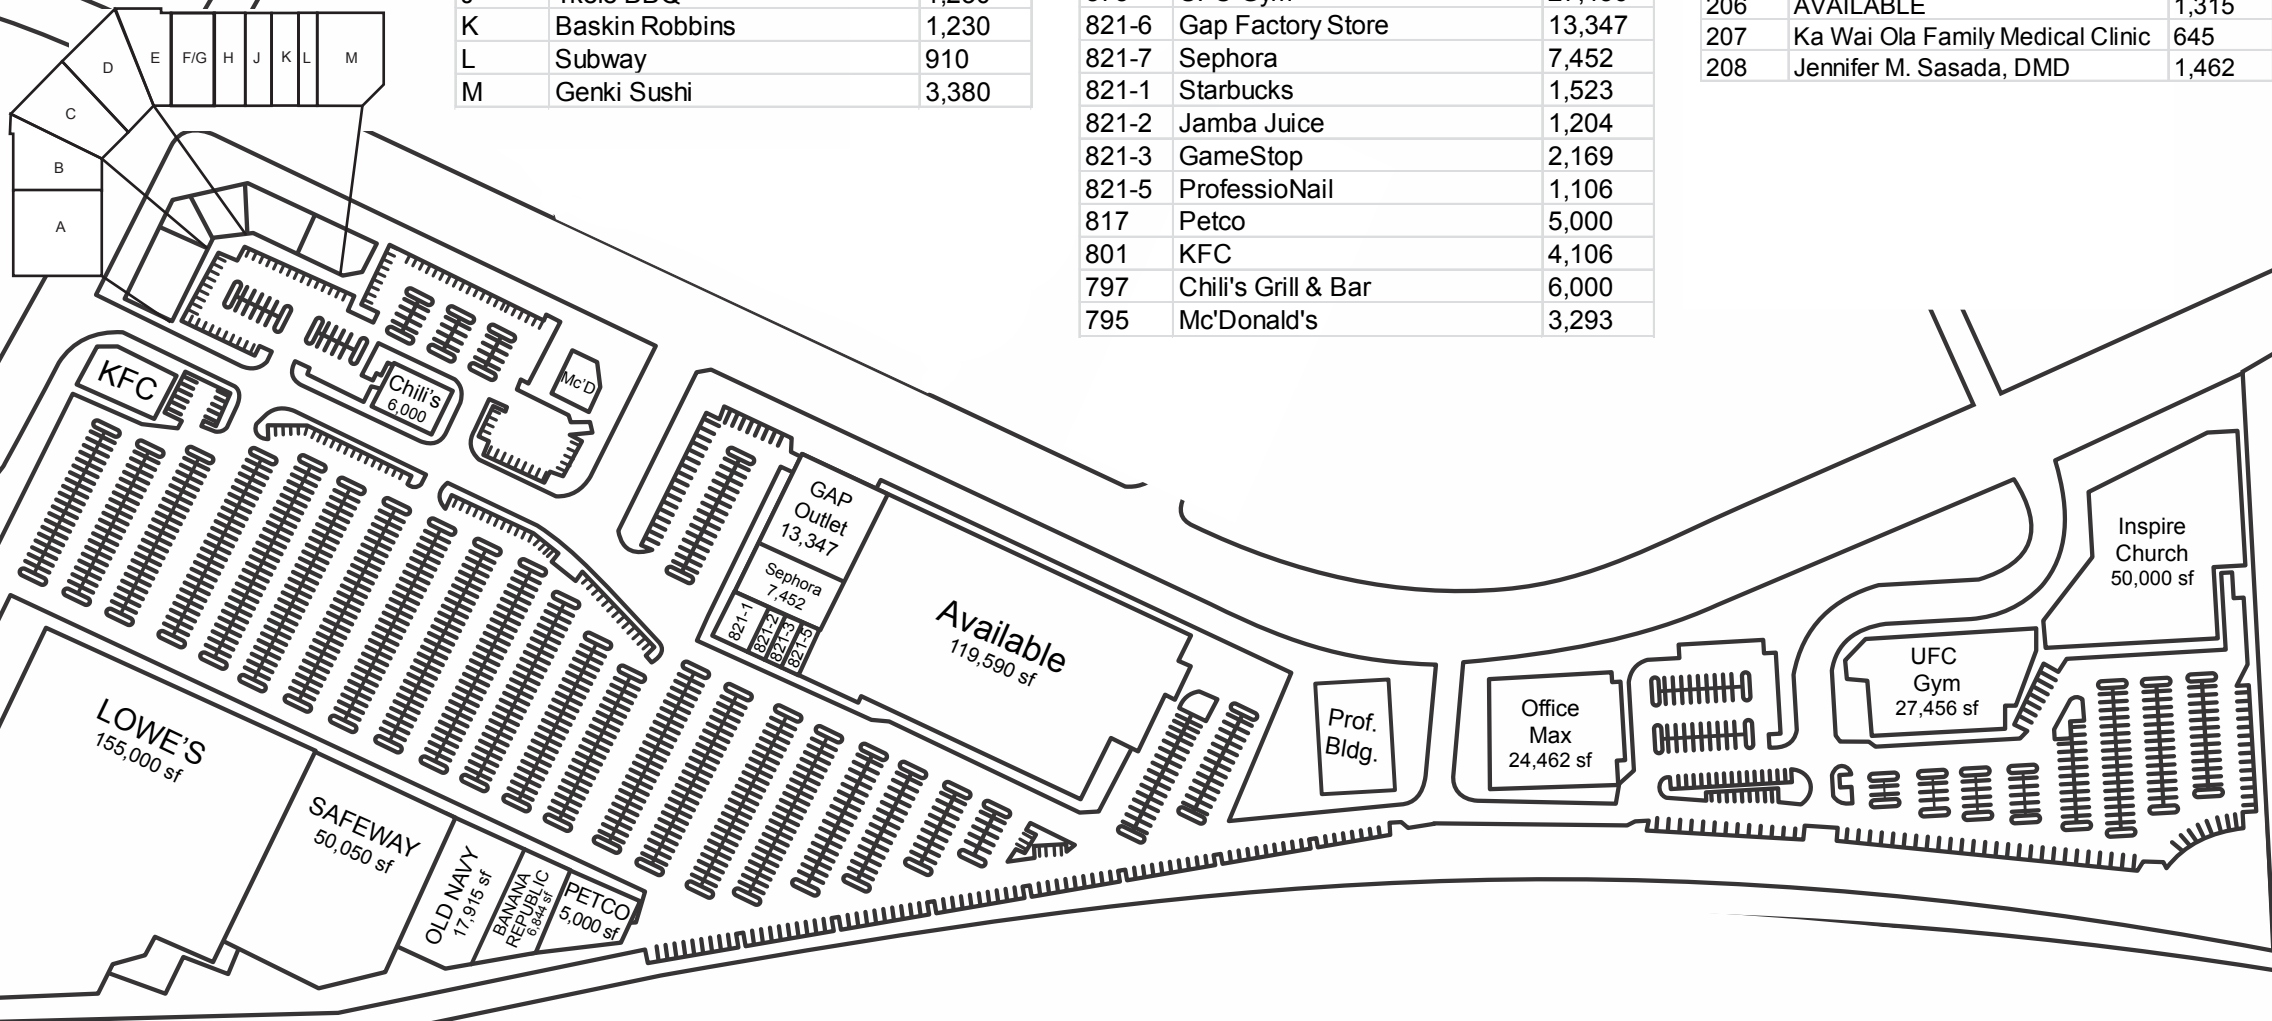 K Baskin Robbins 1,230
L Subway 910
M Genki Sushi 3,380
821-6 Gap Factory Store 13,347
821-7 Sephora 7,452
821-1 Starbucks 1,523
821-2 Jamba Juice 1,204
821-3 GameStop 2,169
821-5 ProfessioNail 1,106
817 Petco 5,000
801 KFC 4,106
797 Chili's Grill & Bar 6,000
795 Mc'Donald's 3,293
206 AVAILABLE 1,315
207 Ka Wai Ola Family Medical Clinic 645
208 Jennifer M. Sasada, DMD 1,462
A
B
C
D
E
F/G
H
J
K
L
M
KFC
Chili's
6,000
Mc'D
GAP
Outlet
13,347
Sephora
7,452
821-1
821-2
821-3
821-5
Available
119,590 sf
LOWE'S
155,000 sf
SAFEWAY
50,050 sf
OLD NAVY
17,915 sf
BANANA
REPUBLIC
6,844 sf
PETCO
5,000 sf
Prof.
Bldg.
Office
Max
24,462 sf
UFC
Gym
27,456 sf
Inspire
Church
50,000 sf